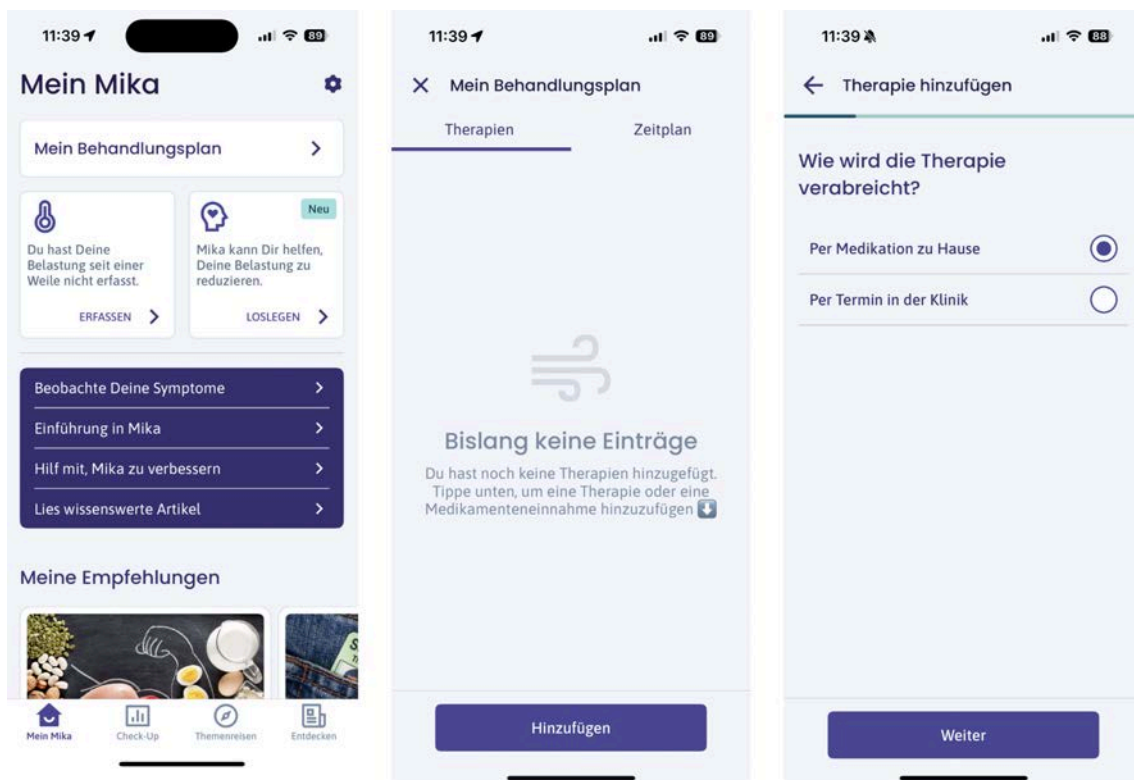 11:39
89
Mein Mika
Mein Behandlungsplan
Neu
Du hast Deine
Belastung seit einer
Weile nicht erfasst.
ERFASSEN
Mika kann Dir helfen,
Deine Belastung zu
reduzieren.
LOSLEGEN
Beobachte Deine Symptome
Einführung in Mika
Hilf mit, Mika zu verbessern
Lies wissenswerte Artikel
Meine Empfehlungen
Mein Mika
Check-Up
Themenreisen
Entdecken
11:39
89
Mein Behandlungsplan
Therapien
Zeitplan
Bislang keine Einträge
Du hast noch keine Therapien hinzugefügt.
Tippe unten, um eine Therapie oder eine
Medikamenteneinnahme hinzuzufügen
Hinzufügen
11:39
88
Therapie hinzufügen
Wie wird die Therapie
verabreicht?
Per Medikation zu Hause
Per Termin in der Klinik
Weiter